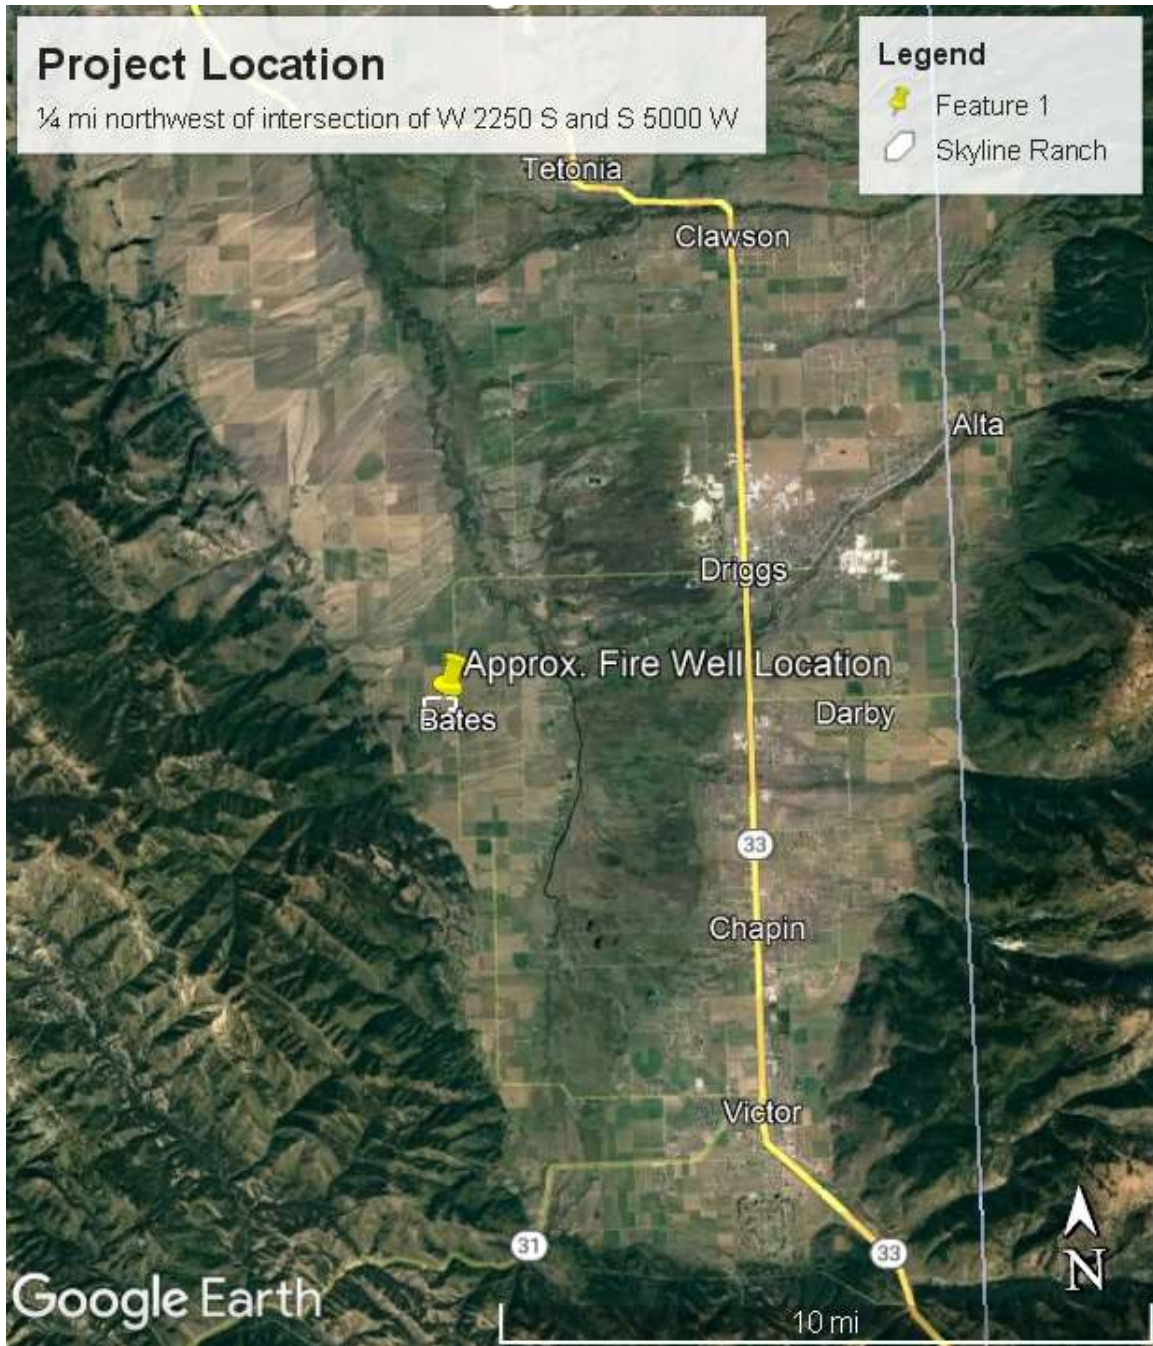 Project Location
¼ mi northwest of intersection of W 2250 S and S 5000 W
Legend
Feature 1
Skyline Ranch
Tetonia
Clawson
Alta
Driggs
Approx. Fire Well Location
Bates
Darby
33
Chapin
Victor
31
33
N
Google Earth
10 mi